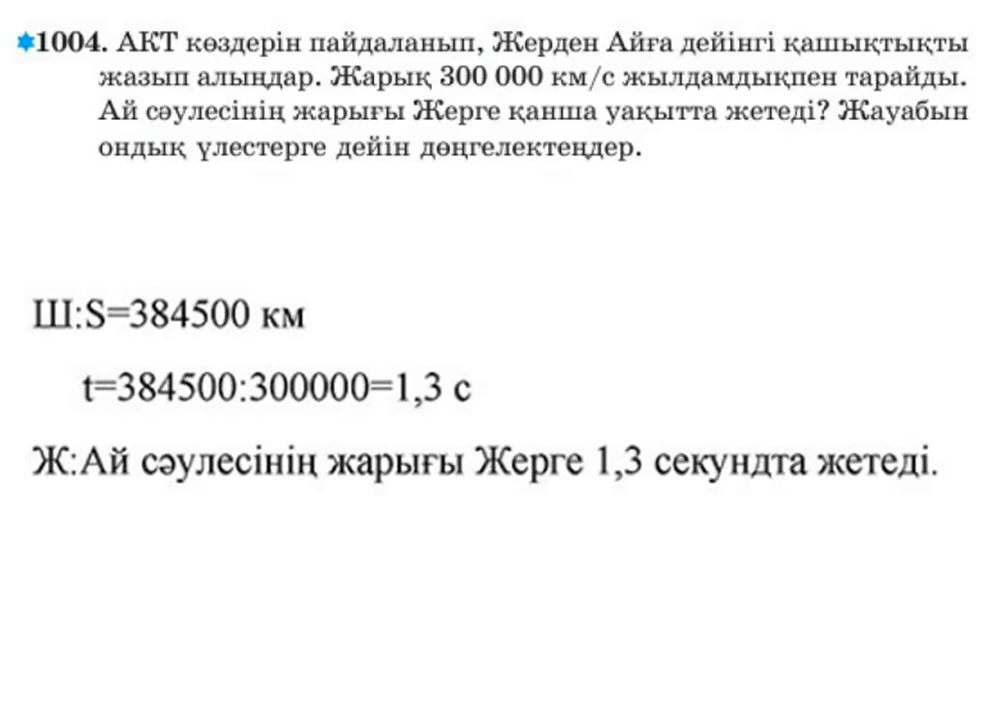 *1004. АКТ көздерін пайдаланып, Жерден Айға дейінгі қашықтықты
жазып алыңдар. Жарық 300 000 км/с жылдамдықпен тарайды.
Ай сәулесінің жарығы Жерге қанша уақытта жетеді? Жауабын
ондық үлестерге дейін дөңгелектеңдер.
Ш:S=384500 км
t=384500:300000=1,3 с
Ж:Ай сәулесінің жарығы Жерге 1,3 секундта жетеді.